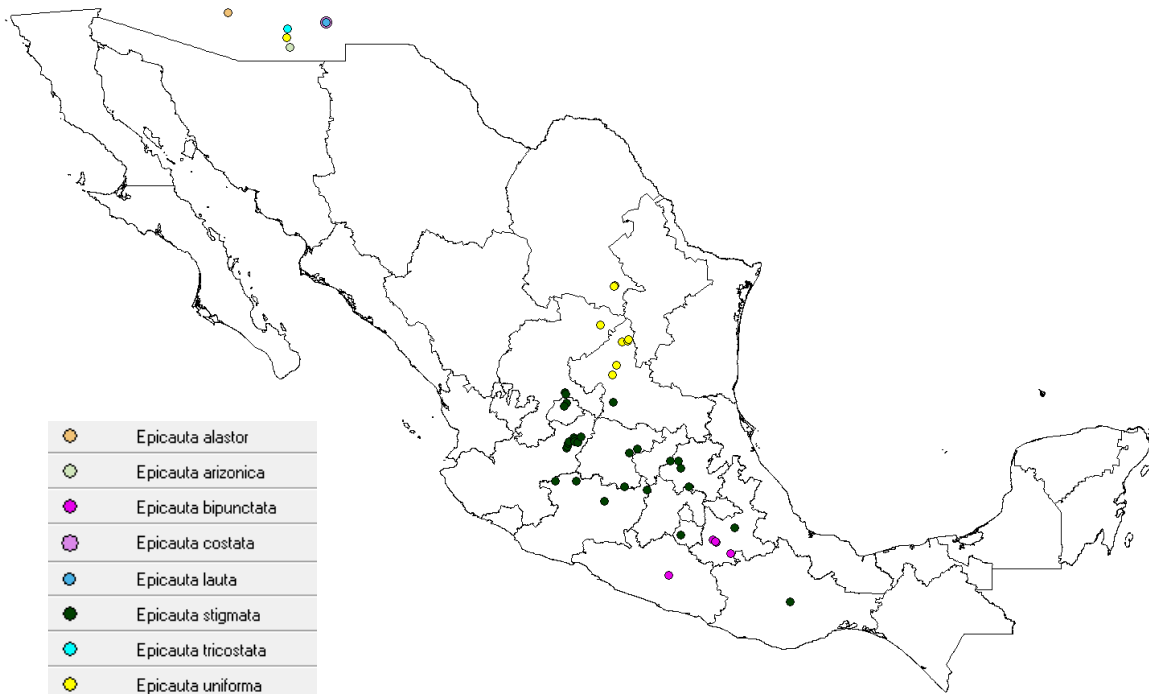 Epicauta alastor
Epicauta arizonica
Epicauta bipunctata
Epicauta costata
Epicauta lauta
Epicauta stigmata
Epicauta tricostata
Epicauta uniforma